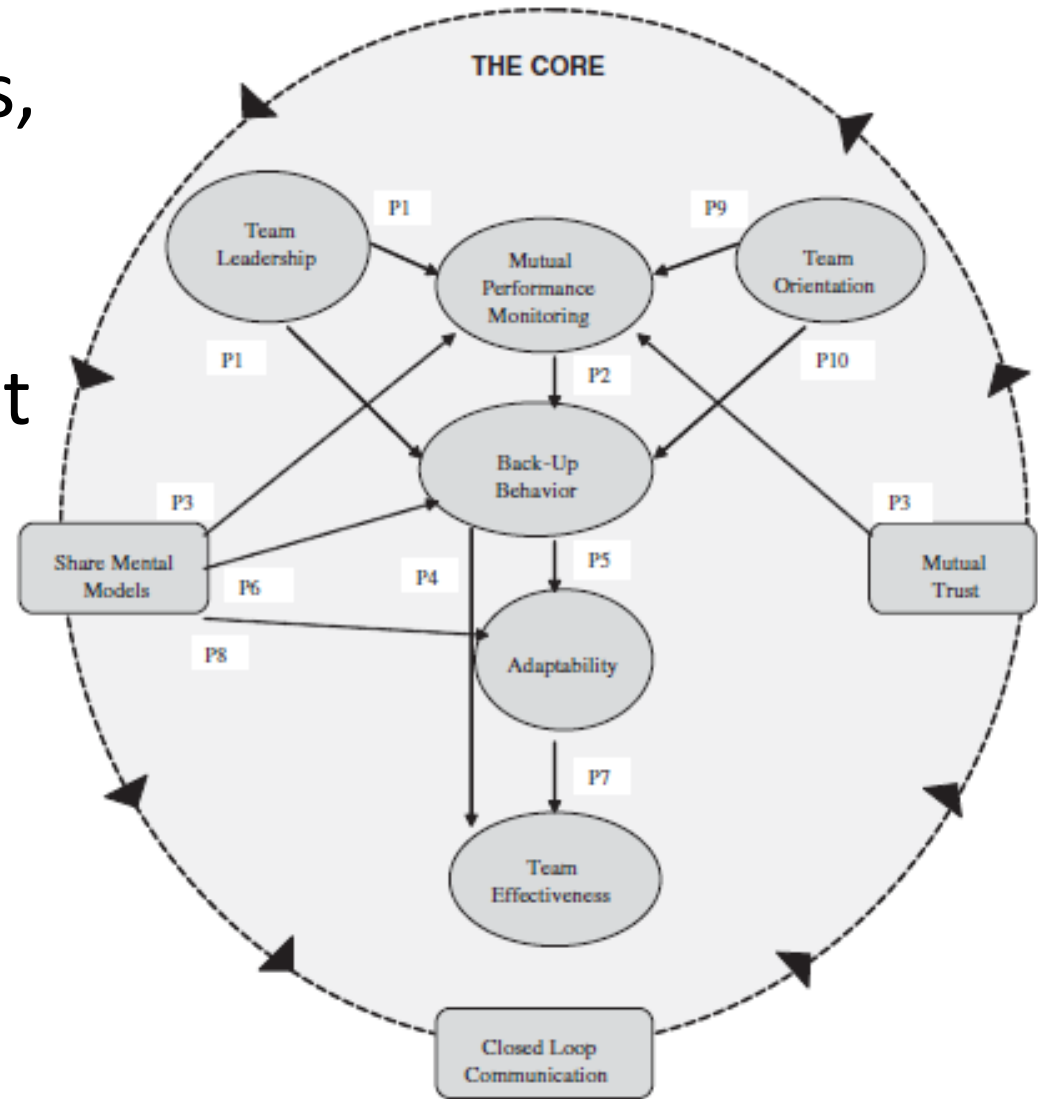 s,
t
THE CORE
P1
P9
Team
Leadership
Mutual
Performance
Monitoring
Team
Orientation
P1
P2
P10
Back-Up
Behavior
P3
P3
Share Mental
Models
P6
P4
P5
Mutual
Trust
P8
Adaptability
P7
Team
Effectiveness
Closed Loop
Communication